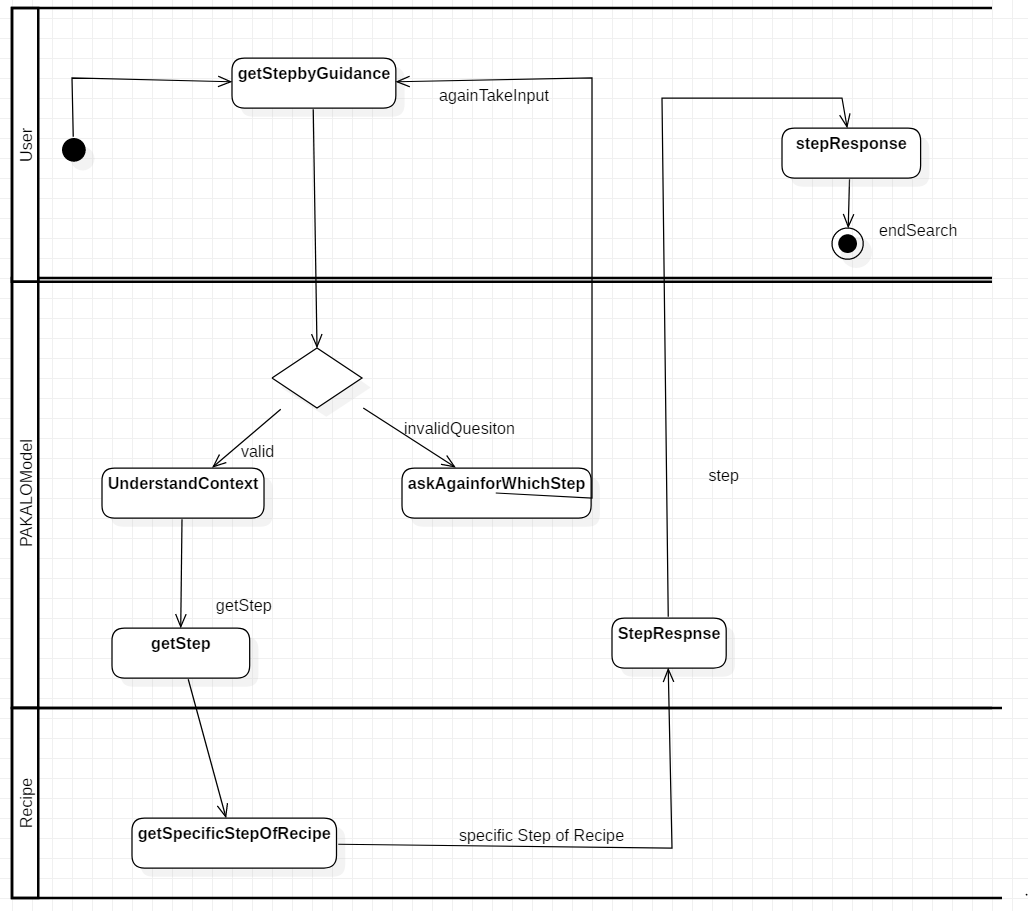 User
getStepbyGuidance
againTakeInput
stepResponse
endSearch
PAKALOModel
invalidQuesiton
valid
UnderstandContext
askAgainforWhichStep
step
getStep
getStep
StepRespnse
Recipe
getSpecificStepOfRecipe
specific Step of Recipe